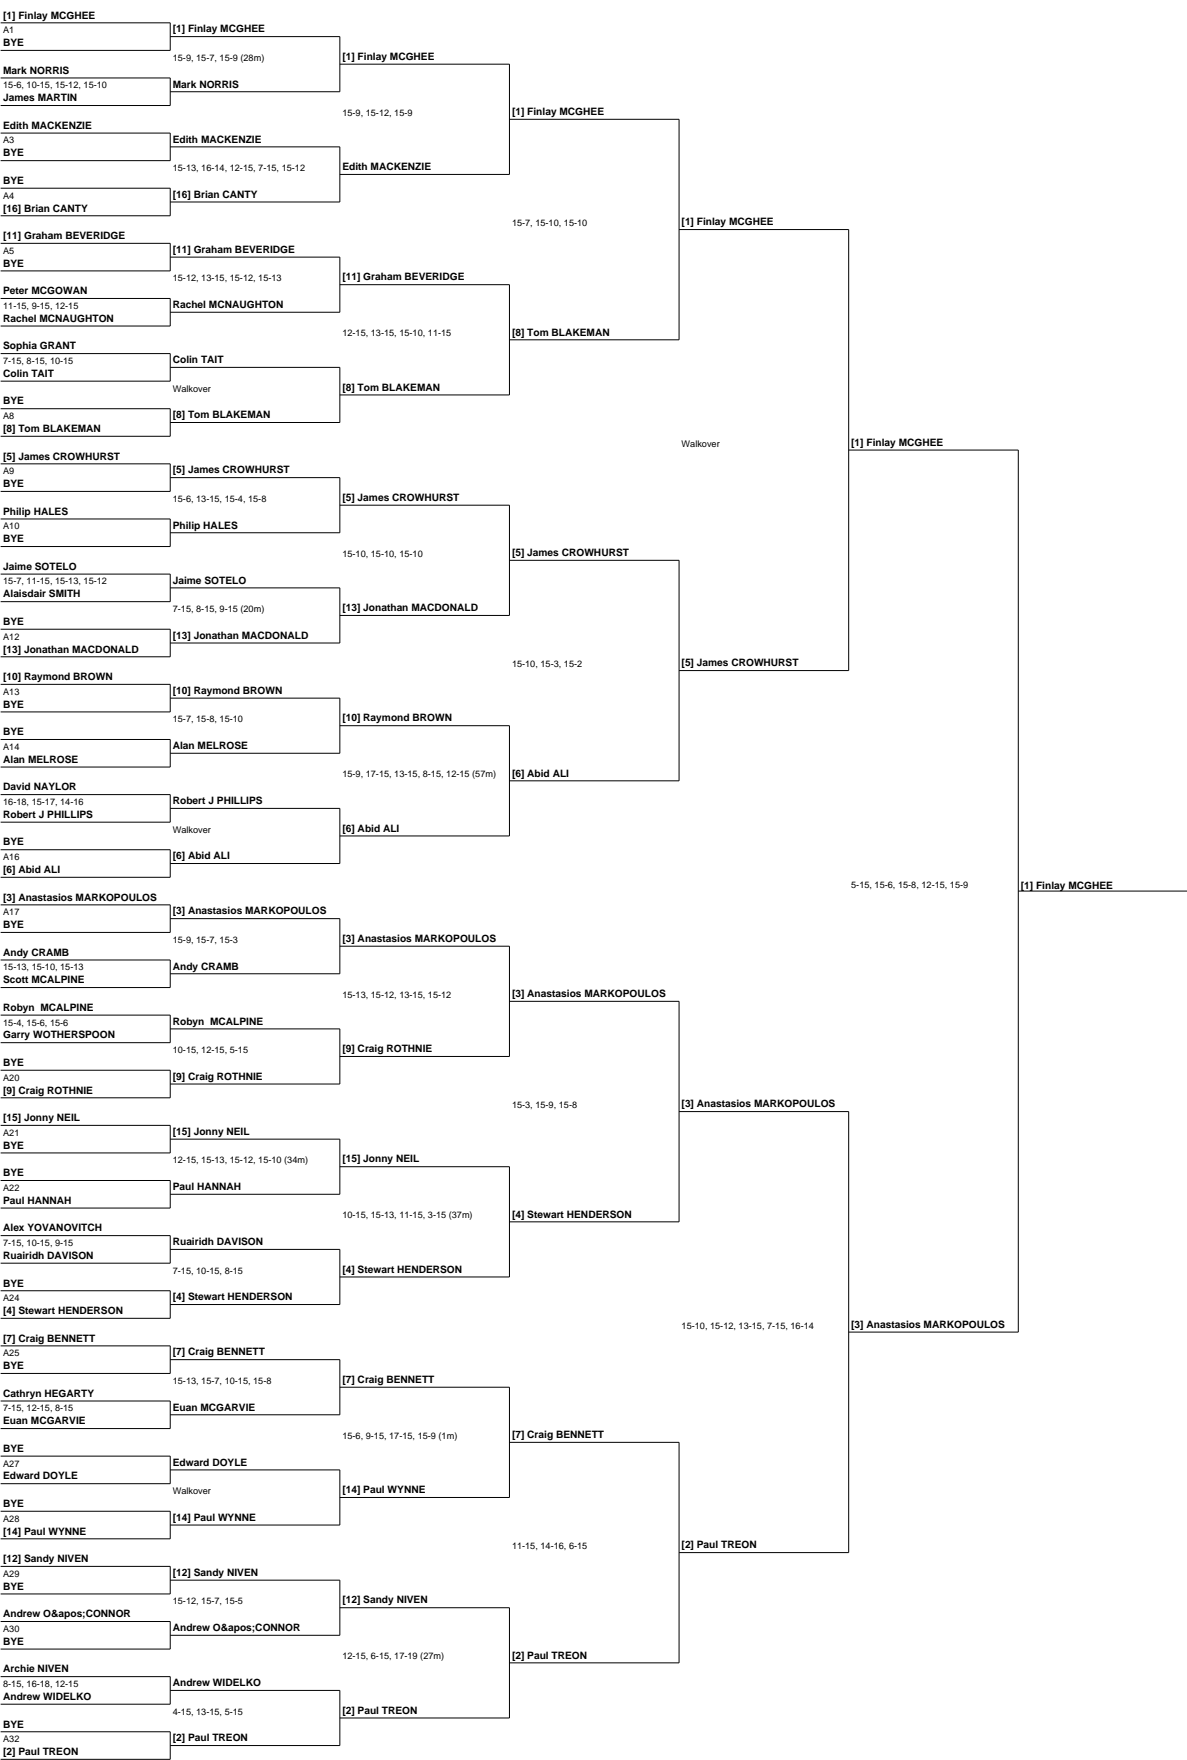 [1] Finlay MCGHEE
A1
BYE
Mark NORRIS
15-6, 10-15, 15-12, 15-10
James MARTIN
Edith MACKENZIE
A3
BYE
BYE
A4
[16] Brian CANTY
[11] Graham BEVERIDGE
A5
BYE
Peter MCGOWAN
11-15, 9-15, 12-15
Rachel MCNAUGHTON
Sophia GRANT
7-15, 8-15, 10-15
Colin TAIT
BYE
A8
[8] Tom BLAKEMAN
[5] James CROWHURST
A9
BYE
Philip HALES
A10
BYE
Jaime SOTELO
15-7, 11-15, 15-13, 15-12
Alaisdair SMITH
BYE
A12
[13] Jonathan MACDONALD
[10] Raymond BROWN
A13
BYE
BYE
A14
Alan MELROSE
David NAYLOR
16-18, 15-17, 14-16
Robert J PHILLIPS
BYE
A16
[6] Abid ALI
[3] Anastasios MARKOPOULOS
A17
BYE
Andy CRAMB
15-13, 15-10, 15-13
Scott MCALPINE
Robyn  MCALPINE
15-4, 15-6, 15-6
Garry WOTHERSPOON
BYE
A20
[9] Craig ROTHNIE
[15] Jonny NEIL
A21
BYE
BYE
A22
Paul HANNAH
Alex YOVANOVITCH
7-15, 10-15, 9-15
Ruairidh DAVISON
BYE
A24
[4] Stewart HENDERSON
[7] Craig BENNETT
A25
BYE
Cathryn HEGARTY
7-15, 12-15, 8-15
Euan MCGARVIE
BYE
A27
Edward DOYLE
BYE
A28
[14] Paul WYNNE
[12] Sandy NIVEN
A29
BYE
Andrew O&apos;CONNOR
A30
BYE
Archie NIVEN
8-15, 16-18, 12-15
Andrew WIDELKO
BYE
A32
[2] Paul TREON
[1] Finlay MCGHEE
15-9, 15-7, 15-9 (28m)
Mark NORRIS
Edith MACKENZIE
15-13, 16-14, 12-15, 7-15, 15-12
[16] Brian CANTY
[11] Graham BEVERIDGE
15-12, 13-15, 15-12, 15-13
Rachel MCNAUGHTON
Colin TAIT
Walkover
[8] Tom BLAKEMAN
[5] James CROWHURST
15-6, 13-15, 15-4, 15-8
Philip HALES
Jaime SOTELO
7-15, 8-15, 9-15 (20m)
[13] Jonathan MACDONALD
[10] Raymond BROWN
15-7, 15-8, 15-10
Alan MELROSE
Robert J PHILLIPS
Walkover
[6] Abid ALI
[3] Anastasios MARKOPOULOS
15-9, 15-7, 15-3
Andy CRAMB
Robyn  MCALPINE
10-15, 12-15, 5-15
[9] Craig ROTHNIE
[15] Jonny NEIL
12-15, 15-13, 15-12, 15-10 (34m)
Paul HANNAH
Ruairidh DAVISON
7-15, 10-15, 8-15
[4] Stewart HENDERSON
[7] Craig BENNETT
15-13, 15-7, 10-15, 15-8
Euan MCGARVIE
Edward DOYLE
Walkover
[14] Paul WYNNE
[12] Sandy NIVEN
15-12, 15-7, 15-5
Andrew O&apos;CONNOR
Andrew WIDELKO
4-15, 13-15, 5-15
[2] Paul TREON
[1] Finlay MCGHEE
15-9, 15-12, 15-9
Edith MACKENZIE
[11] Graham BEVERIDGE
12-15, 13-15, 15-10, 11-15
[8] Tom BLAKEMAN
[5] James CROWHURST
15-10, 15-10, 15-10
[13] Jonathan MACDONALD
[10] Raymond BROWN
15-9, 17-15, 13-15, 8-15, 12-15 (57m)
[6] Abid ALI
[3] Anastasios MARKOPOULOS
15-13, 15-12, 13-15, 15-12
[9] Craig ROTHNIE
[15] Jonny NEIL
10-15, 15-13, 11-15, 3-15 (37m)
[4] Stewart HENDERSON
[7] Craig BENNETT
15-6, 9-15, 17-15, 15-9 (1m)
[14] Paul WYNNE
[12] Sandy NIVEN
12-15, 6-15, 17-19 (27m)
[2] Paul TREON
[1] Finlay MCGHEE
15-7, 15-10, 15-10
[8] Tom BLAKEMAN
[5] James CROWHURST
15-10, 15-3, 15-2
[6] Abid ALI
[3] Anastasios MARKOPOULOS
15-3, 15-9, 15-8
[4] Stewart HENDERSON
[7] Craig BENNETT
11-15, 14-16, 6-15
[2] Paul TREON
[1] Finlay MCGHEE
Walkover
[5] James CROWHURST
[3] Anastasios MARKOPOULOS
15-10, 15-12, 13-15, 7-15, 16-14
[2] Paul TREON
[1] Finlay MCGHEE
5-15, 15-6, 15-8, 12-15, 15-9
[3] Anastasios MARKOPOULOS
[1] Finlay MCGHEE